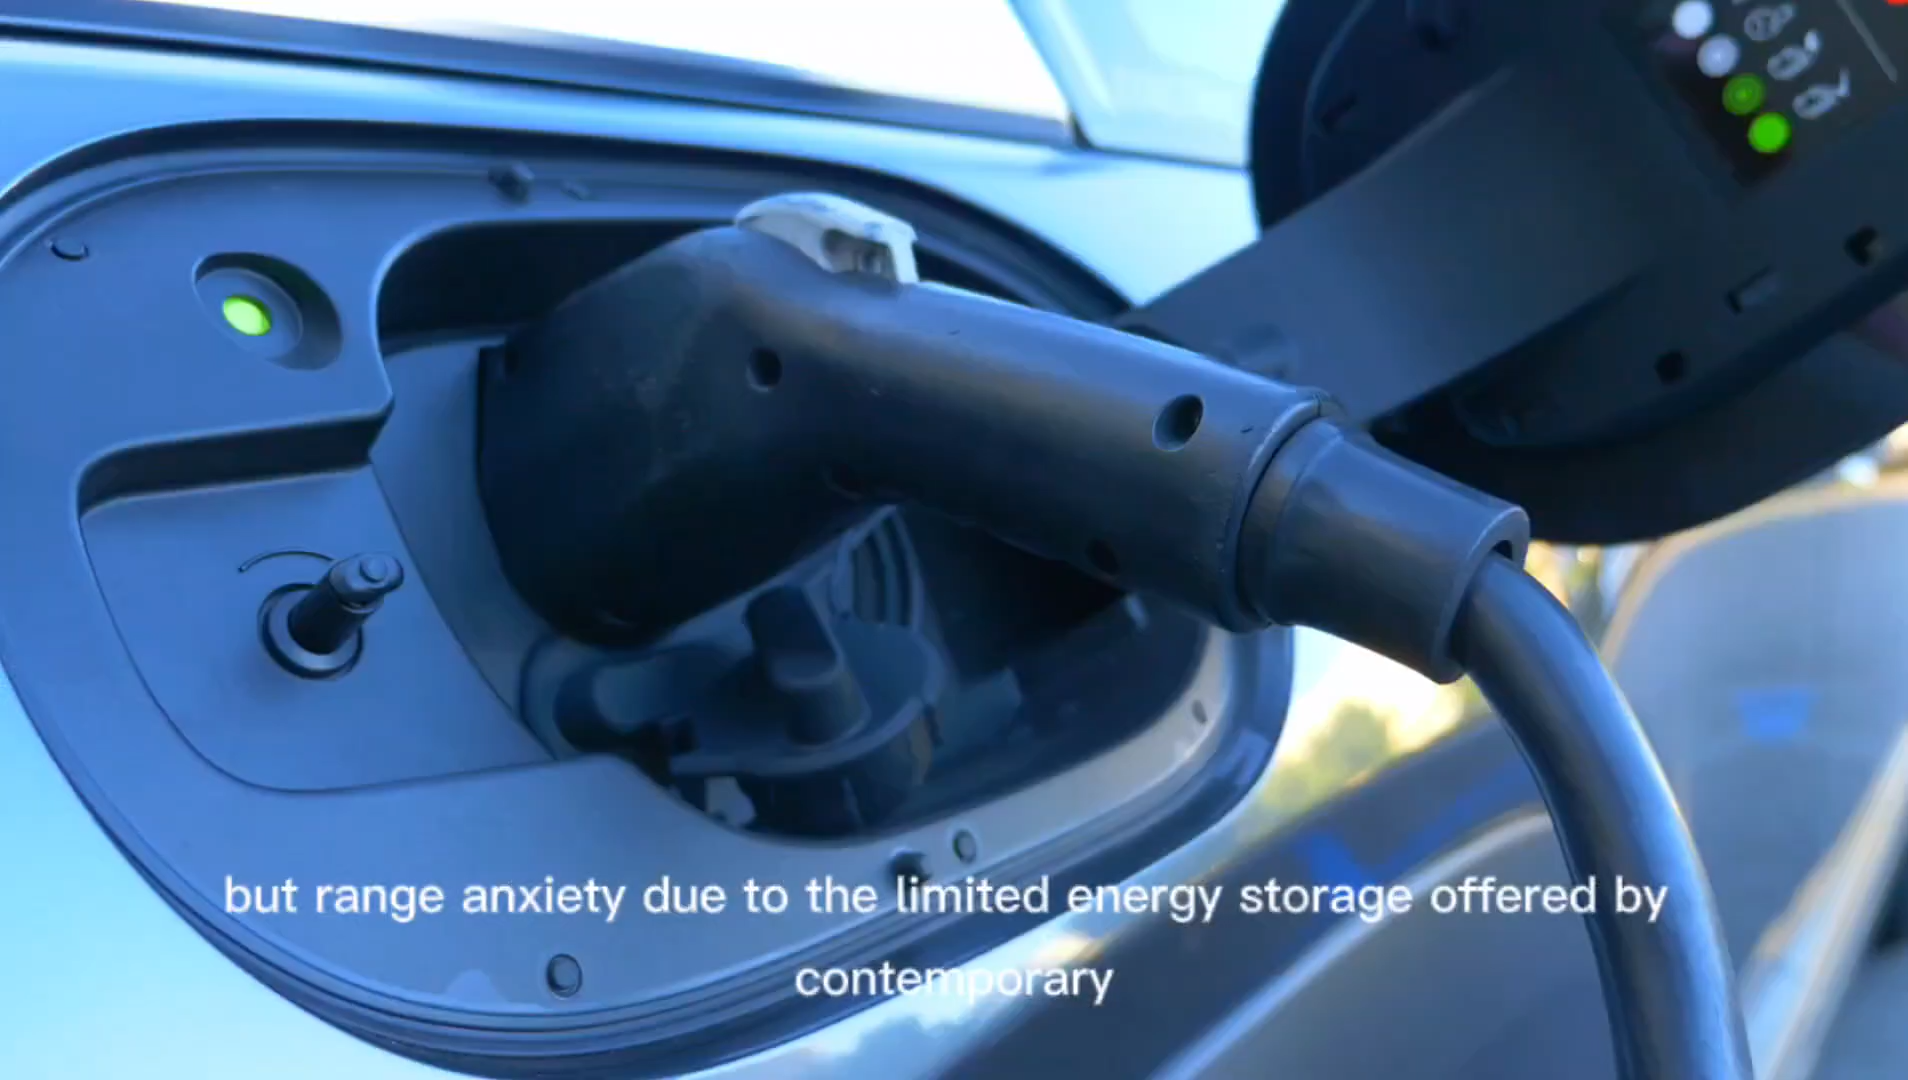 but range anxiety due to the limited energy storage offered by
contemporary